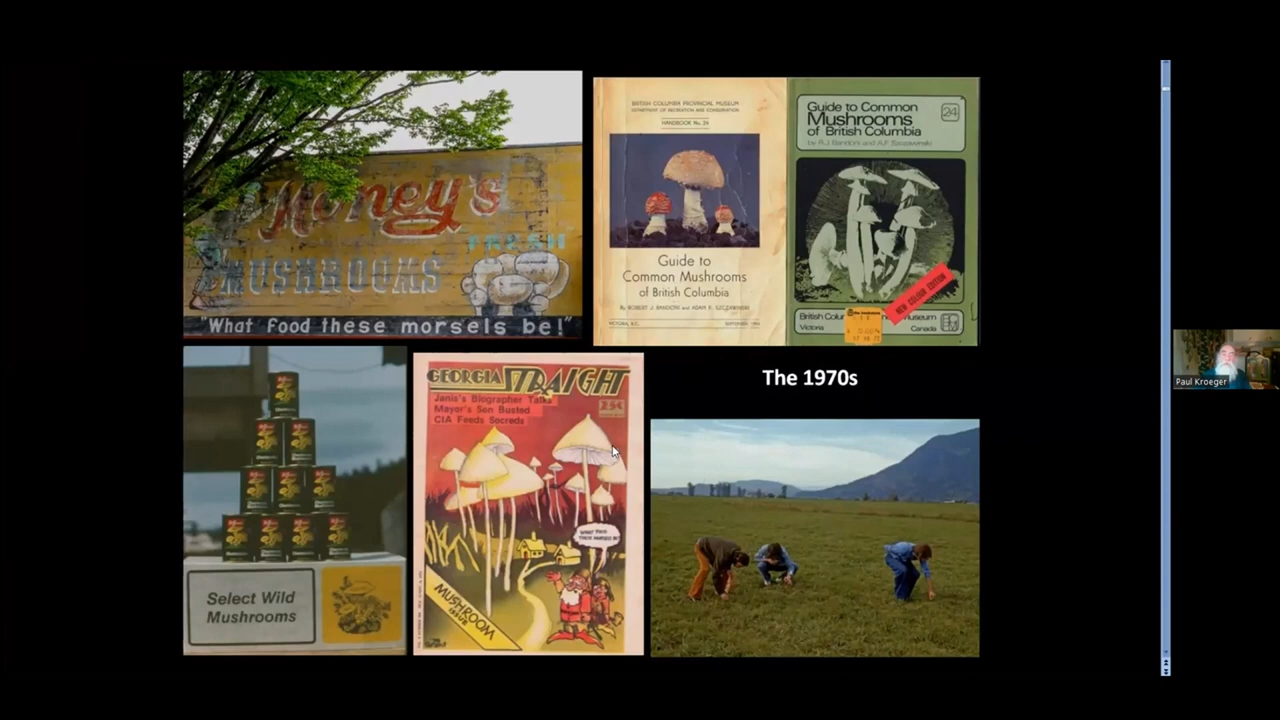 Money's
FRESH
MUSHROOMS
"What food these morsels be!"
BRITISH COLUMBIA PROVINCIAL MUSEUM
DEPARTMENT OF RECREATION AND CONSERVATION
HANDBOOK No. 24
Guide to
Common Mushrooms
of British Columbia
By ROBERT J. BANDONI and ADAM F. SZCZAWINSKI
VICTORIA, B.C.
Guide to Common
Mushrooms
of British Columbia
by R.J. Bandoni and A.F. Szczawinski
24
NEW COLOUR EDITION
British
Museum
Victoria
Canada
Select Wild
Mushrooms
GEORGIA STRAIGHT
25¢
Janis's Biographer Talks
Mayor's Son Busted
CIA Feeds Secreds
WHAT FOOD
THESE MORSELS BE!
MUSHROOM
ISSUE
The 1970s
Paul Kroeger